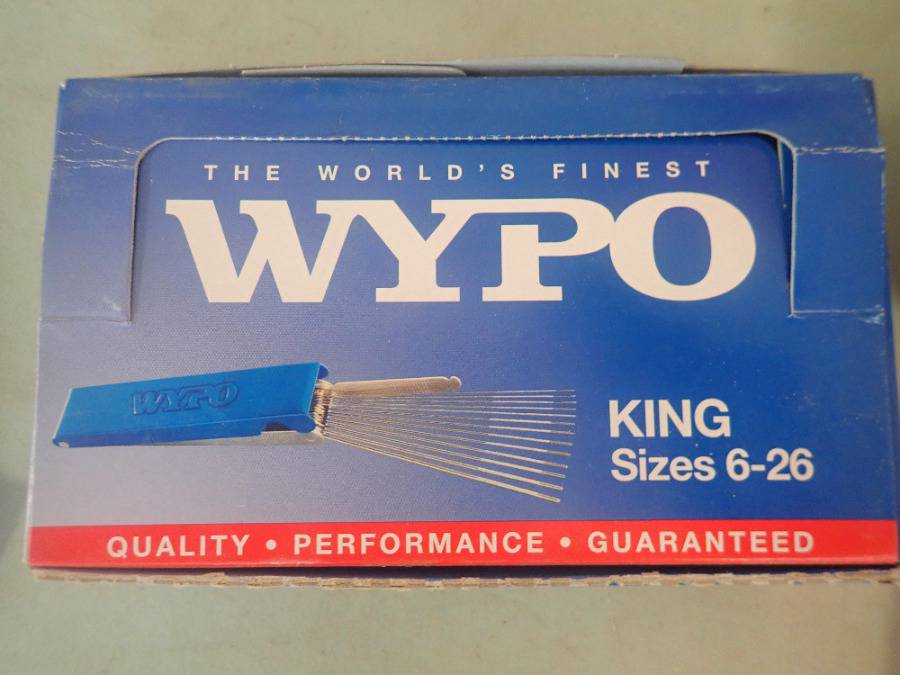 THE WORLD'S FINEST
WYPO
WYPO
KING
Sizes 6-26
QUALITY • PERFORMANCE • GUARANTEED